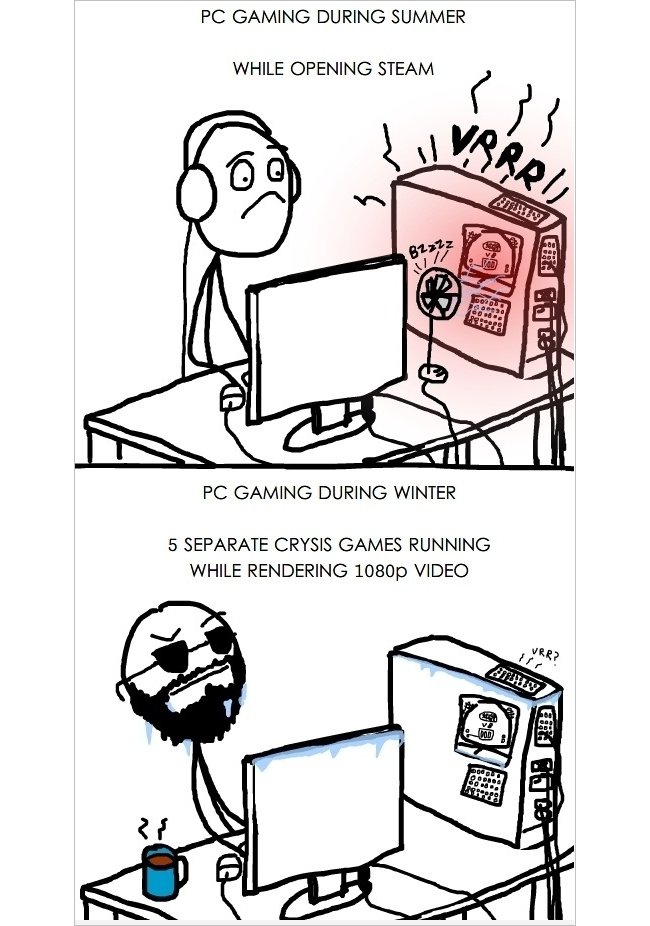 PC GAMING DURING SUMMER
WHILE OPENING STEAM
VRRR
BZZZZ
PC GAMING DURING WINTER
5 SEPARATE CRYSIS GAMES RUNNING
WHILE RENDERING 1080p VIDEO
VRR?